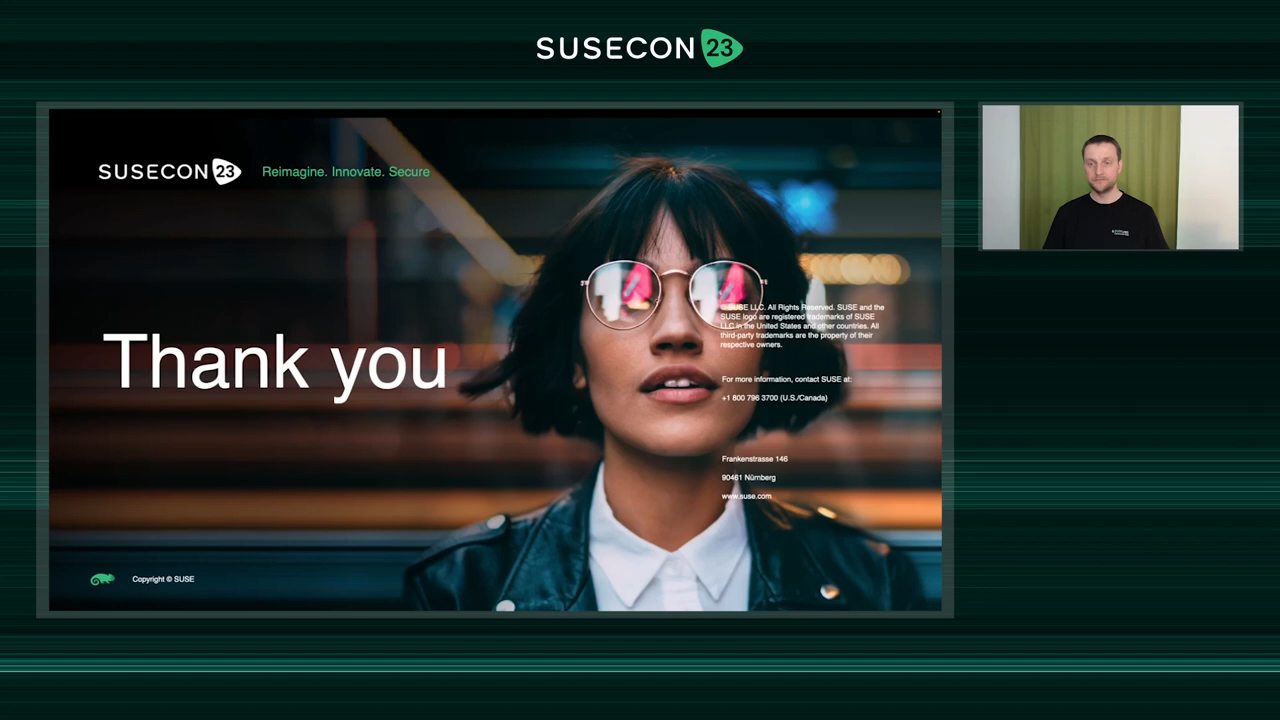 SUSECON 23
SUSECON 23
Reimagine. Innovate. Secure
Thank you
© SUSE LLC. All Rights Reserved. SUSE and the
SUSE logo are registered trademarks of SUSE
LLC in the United States and other countries. All
third-party trademarks are the property of their
respective owners.
For more information, contact SUSE at:
+1 800 796 3700 (U.S./Canada)
Frankenstrasse 146
90461 Nürnberg
www.suse.com
Copyright © SUSE